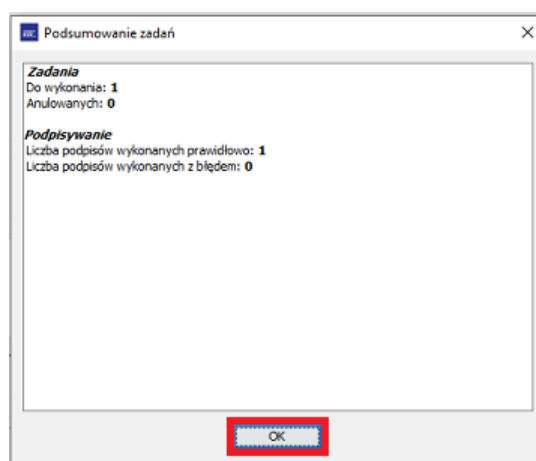 Podsumowanie zadań
Zadania
Do wykonania: 1
Anulowanych: 0
Podpisywanie
Liczba podpisów wykonanych prawidłowo: 1
Liczba podpisów wykonanych z błędem: 0
OK